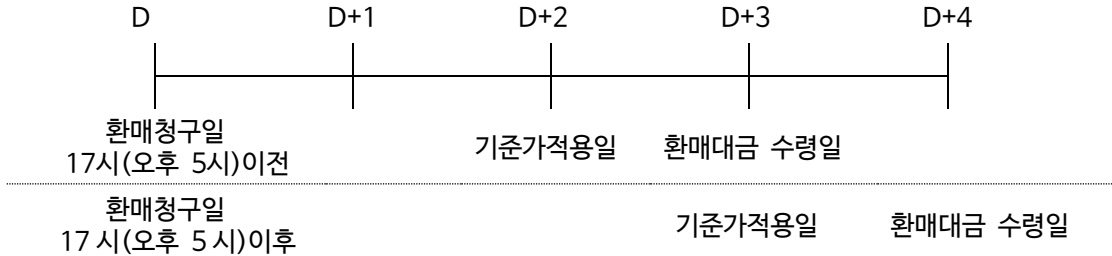 D D+1 D+2 D+3 D+4
환매청구일
17시(오후 5시)이전
기준가적용일 환매대금 수령일
환매청구일
17 시(오후 5 시)이후
기준가적용일 환매대금 수령일